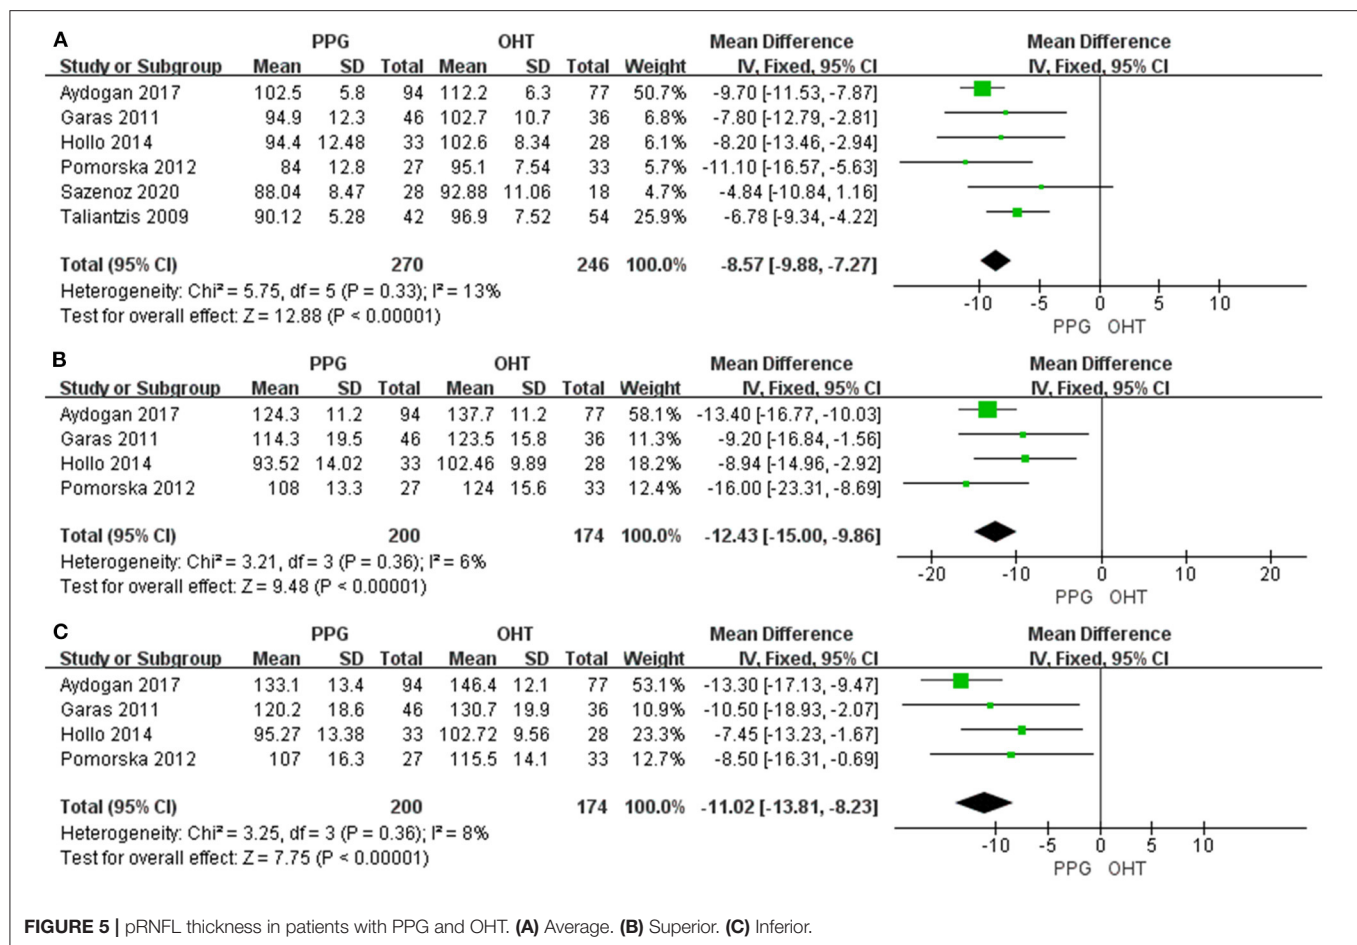 A PPG OHT Mean Difference Mean Difference
Study or Subgroup Mean SD Total Mean SD Total Weight IV, Fixed, 95% CI IV, Fixed, 95% CI
Aydogan 2017 102.5 5.8 94 112.2 6.3 77 50.7% -9.70 [-11.53, -7.87]
Garas 2011 94.9 12.3 46 102.7 10.7 36 6.8% -7.80 [-12.79, -2.81]
Hollo 2014 94.4 12.48 33 102.6 8.34 28 6.1% -8.20 [-13.46, -2.94]
Pomorska 2012 84 12.8 27 95.1 7.54 33 5.7% -11.10 [-16.57, -5.63]
Sazenoz 2020 88.04 8.47 28 92.88 11.06 18 4.7% -4.84 [-10.84, 1.16]
Taliantzis 2009 90.12 5.28 42 96.9 7.52 54 25.9% -6.78 [-9.34, -4.22]
Total (95% CI) 270 246 100.0% -8.57 [-9.88, -7.27]
Heterogeneity: Chi² = 5.75, df = 5 (P = 0.33); I² = 13%
Test for overall effect: Z = 12.88 (P < 0.00001)
-10 -5 0 5 10
PPG OHT
B PPG OHT Mean Difference Mean Difference
Study or Subgroup Mean SD Total Mean SD Total Weight IV, Fixed, 95% CI IV, Fixed, 95% CI
Aydogan 2017 124.3 11.2 94 137.7 11.2 77 58.1% -13.40 [-16.77, -10.03]
Garas 2011 114.3 19.5 46 123.5 15.8 36 11.3% -9.20 [-16.84, -1.56]
Hollo 2014 93.52 14.02 33 102.46 9.89 28 18.2% -8.94 [-14.96, -2.92]
Pomorska 2012 108 13.3 27 124 15.6 33 12.4% -16.00 [-23.31, -8.69]
Total (95% CI) 200 174 100.0% -12.43 [-15.00, -9.86]
Heterogeneity: Chi² = 3.21, df = 3 (P = 0.36); I² = 6%
Test for overall effect: Z = 9.48 (P < 0.00001)
-20 -10 0 10 20
PPG OHT
C PPG OHT Mean Difference Mean Difference
Study or Subgroup Mean SD Total Mean SD Total Weight IV, Fixed, 95% CI IV, Fixed, 95% CI
Aydogan 2017 133.1 13.4 94 146.4 12.1 77 53.1% -13.30 [-17.13, -9.47]
Garas 2011 120.2 18.6 46 130.7 19.9 36 10.9% -10.50 [-18.93, -2.07]
Hollo 2014 95.27 13.38 33 102.72 9.56 28 23.3% -7.45 [-13.23, -1.67]
Pomorska 2012 107 16.3 27 115.5 14.1 33 12.7% -8.50 [-16.31, -0.69]
Total (95% CI) 200 174 100.0% -11.02 [-13.81, -8.23]
Heterogeneity: Chi² = 3.25, df = 3 (P = 0.36); I² = 8%
Test for overall effect: Z = 7.75 (P < 0.00001)
-10 -5 0 5 10
PPG OHT
FIGURE 5 | pRNFL thickness in patients with PPG and OHT. (A) Average. (B) Superior. (C) Inferior.